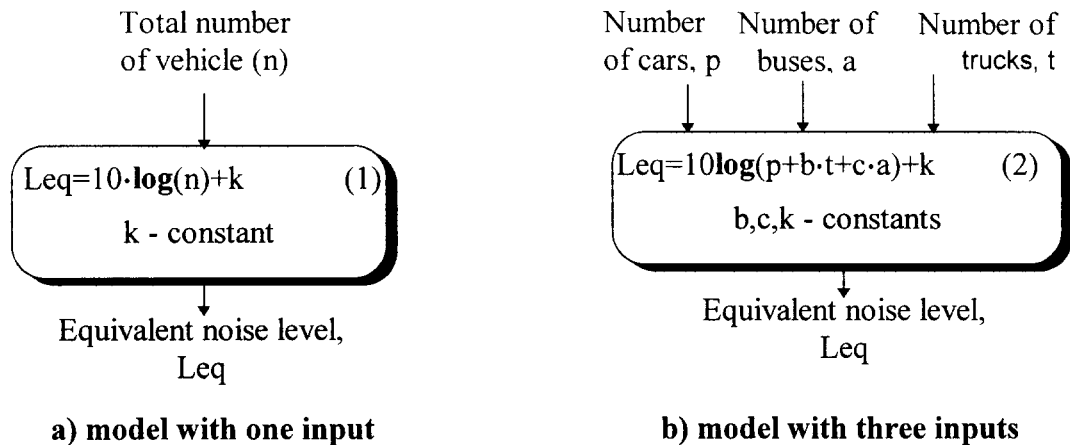 Total number
of vehicle (n)
Leq=10·log(n)+k (1)
k - constant
Equivalent noise level,
Leq
a) model with one input
Number
of cars, p
Number of
buses, a
Number of
trucks, t
Leq=10log(p+b·t+c·a)+k (2)
b,c,k - constants
Equivalent noise level,
Leq
b) model with three inputs